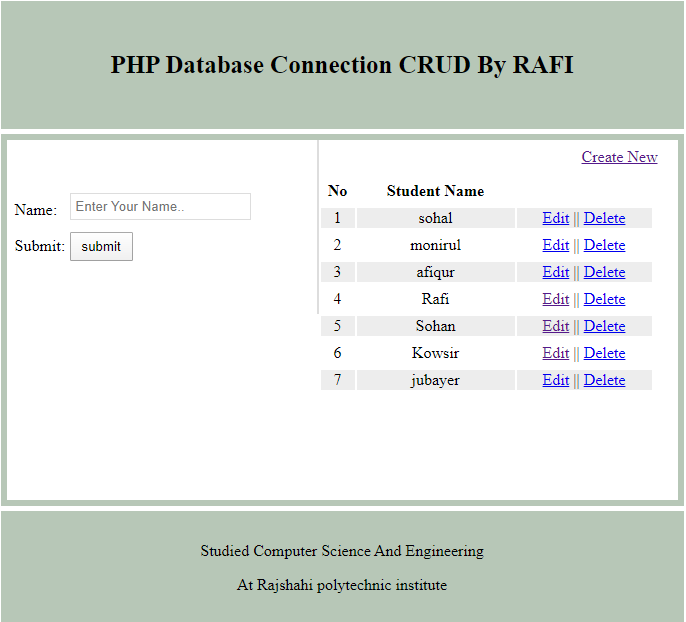 PHP Database Connection CRUD By RAFI
Name: Enter Your Name..
Submit: submit
Create New
No Student Name
1 sohal Edit || Delete
2 monirul Edit || Delete
3 afiqur Edit || Delete
4 Rafi Edit || Delete
5 Sohan Edit || Delete
6 Kowsir Edit || Delete
7 jubayer Edit || Delete
Studied Computer Science And Engineering
At Rajshahi polytechnic institute